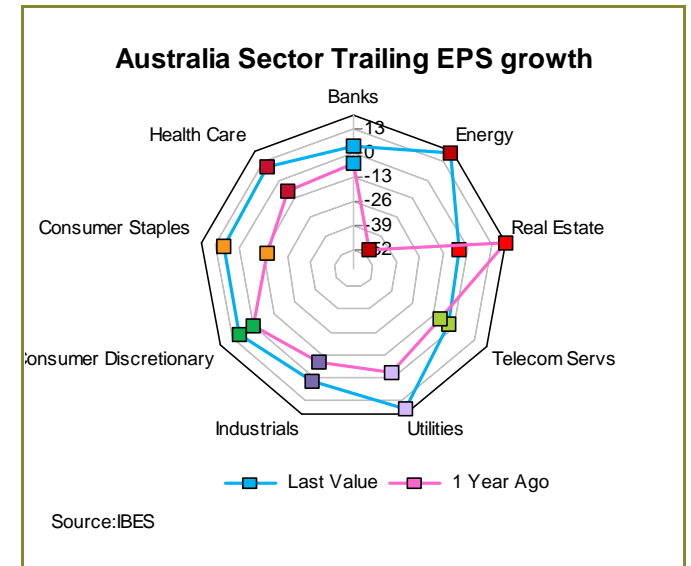 Australia Sector Trailing EPS growth
Banks
Health Care
13
Energy
0
-13
Consumer Staples
-26
Real Estate
-39
Consumer Discretionary
Telecom Servs
Industrials
Utilities
Last Value
1 Year Ago
Source:IBES